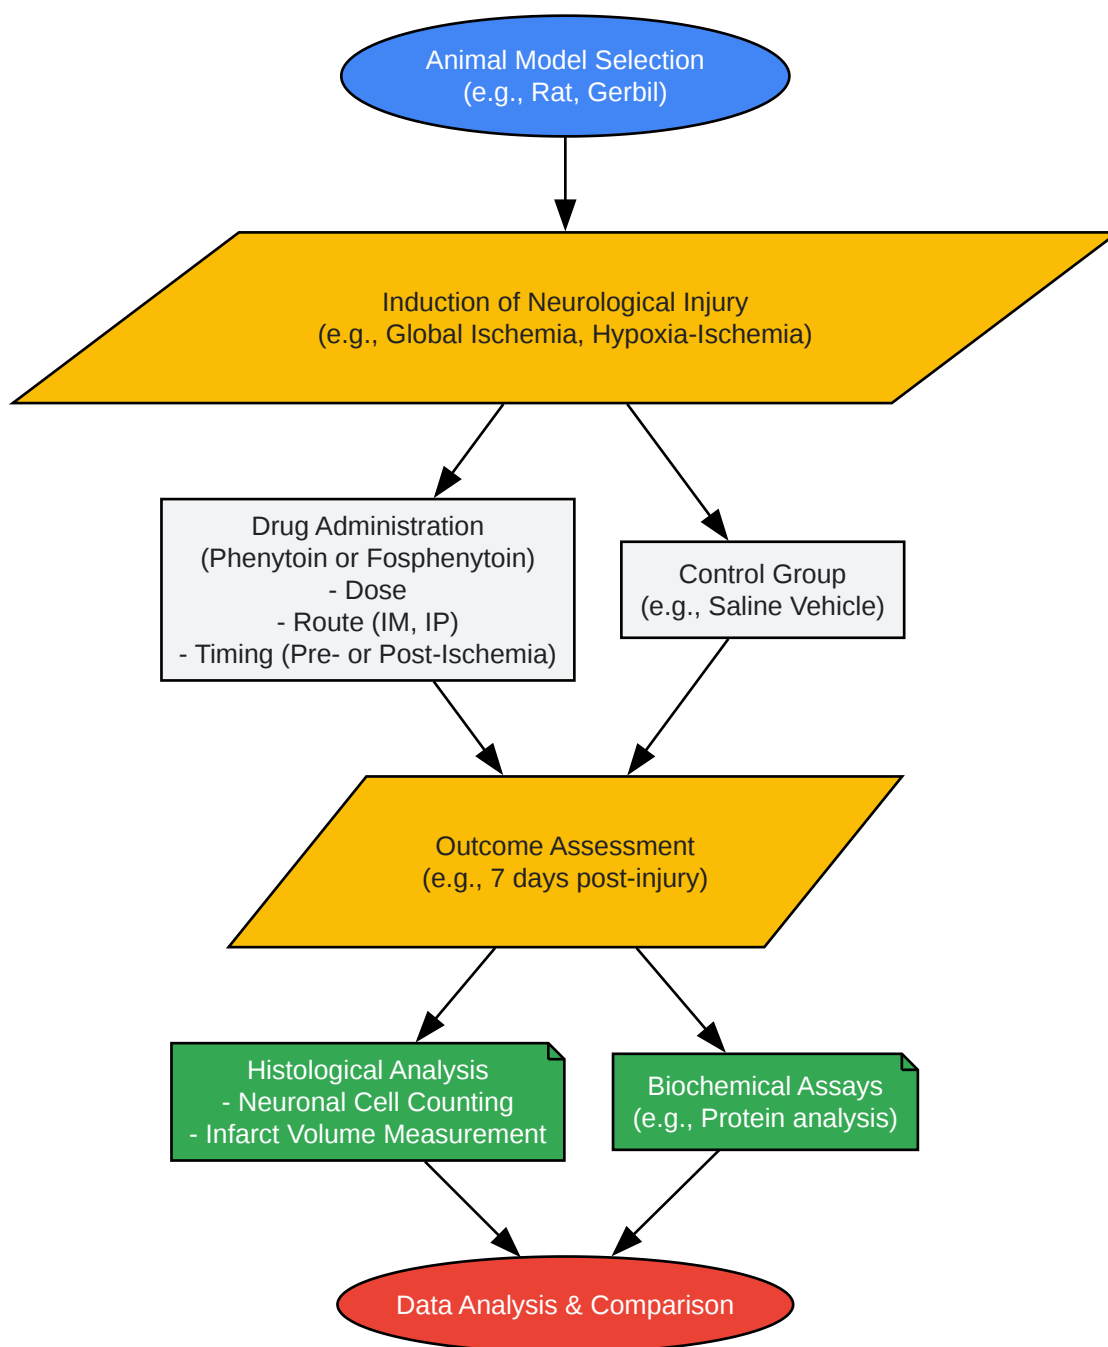 Animal Model Selection
(e.g., Rat, Gerbil)
Induction of Neurological Injury
(e.g., Global Ischemia, Hypoxia-Ischemia)
Drug Administration
(Phenytoin or Fosphenytoin)
- Dose
- Route (IM, IP)
- Timing (Pre- or Post-Ischemia)
Control Group
(e.g., Saline Vehicle)
Outcome Assessment
(e.g., 7 days post-injury)
Histological Analysis
- Neuronal Cell Counting
- Infarct Volume Measurement
Biochemical Assays
(e.g., Protein analysis)
Data Analysis & Comparison